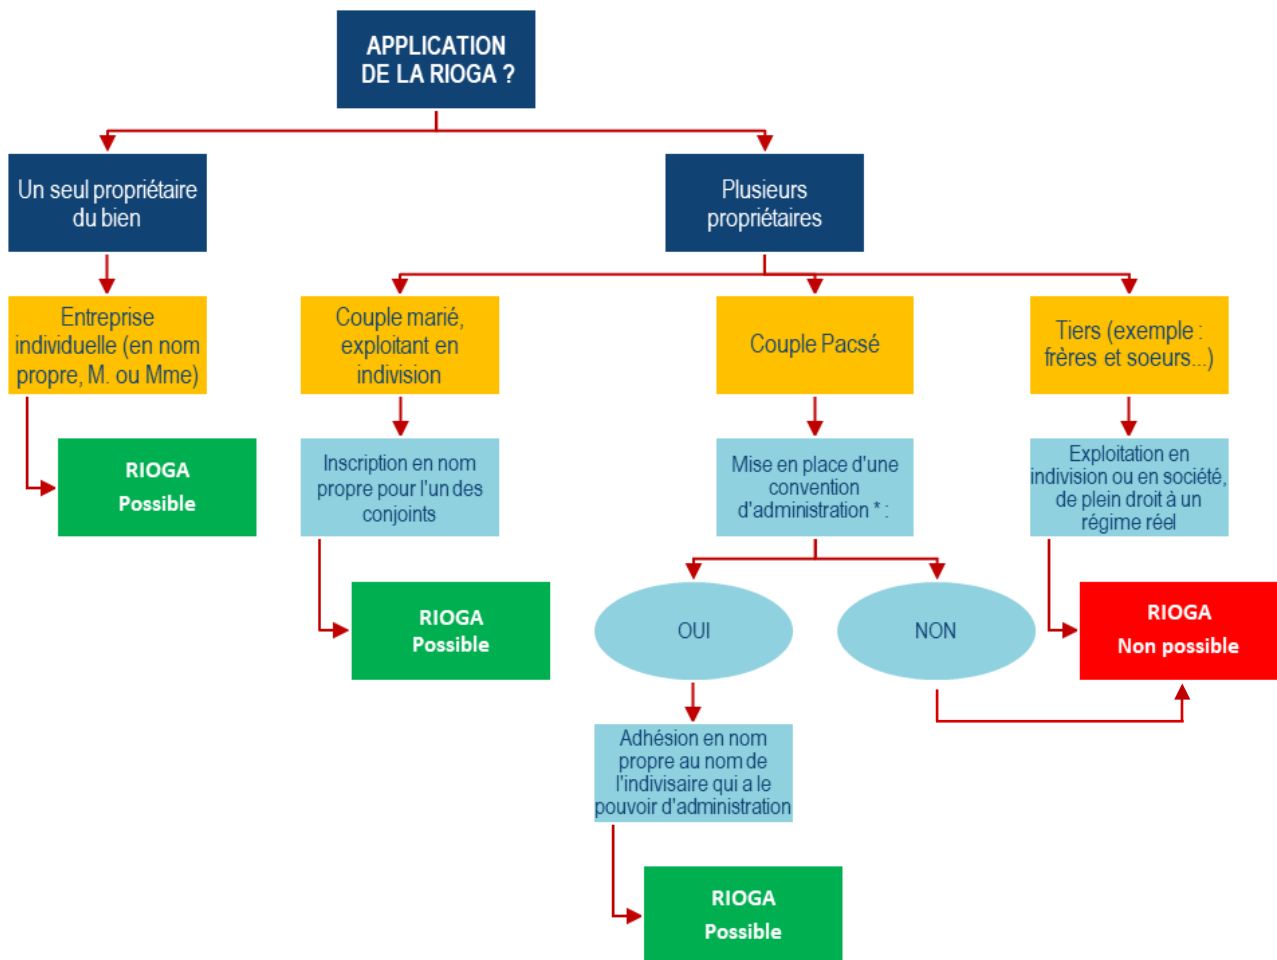 APPLICATION
DE LA RIOGA ?
Un seul propriétaire
du bien
Plusieurs
propriétaires
Entreprise
individuelle (en nom
propre, M. ou Mme)
Couple marié,
exploitant en
indivision
Couple Pacsé
Tiers (exemple :
frères et soeurs...)
RIOGA
Possible
Inscription en nom
propre pour l'un des
conjoints
Mise en place d'une
convention
d'administration * :
Exploitation en
indivision ou en société,
de plein droit à un
régime réel
RIOGA
Possible
OUI
NON
RIOGA
Non possible
Adhésion en nom
propre au nom de
l'indivisaire qui a le
pouvoir d'administration
RIOGA
Possible